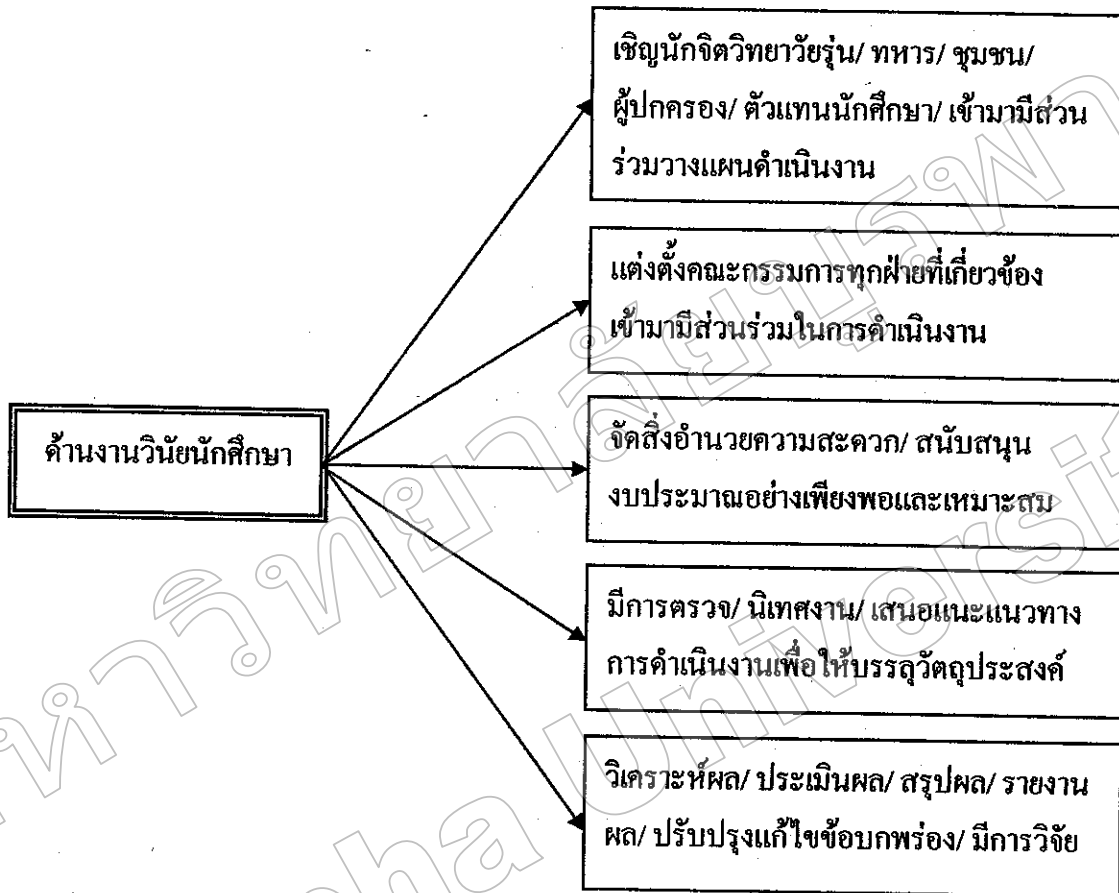 เชิญนักจิตวิทยาวัยรุ่น/ ทหาร/ ชุมชน/
ผู้ปกครอง/ ตัวแทนนักศึกษา/ เข้ามามีส่วน
ร่วมวางแผนดำเนินงาน
แต่งตั้งคณะกรรมการทุกฝ่ายที่เกี่ยวข้อง
เข้ามามีส่วนร่วมในการดำเนินงาน
ด้านงานวินัยนักศึกษา
จัดสิ่งอำนวยความสะดวก/ สนับสนุน
งบประมาณอย่างเพียงพอและเหมาะสม
มีการตรวจ/ นิเทศงาน/ เสนอแนะแนวทาง
การดำเนินงานเพื่อให้บรรลุวัตถุประสงค์
วิเคราะห์ผล/ ประเมินผล/ สรุปผล/ รายงาน
ผล/ ปรับปรุงแก้ไขข้อบกพร่อง/ มีการวิจัย